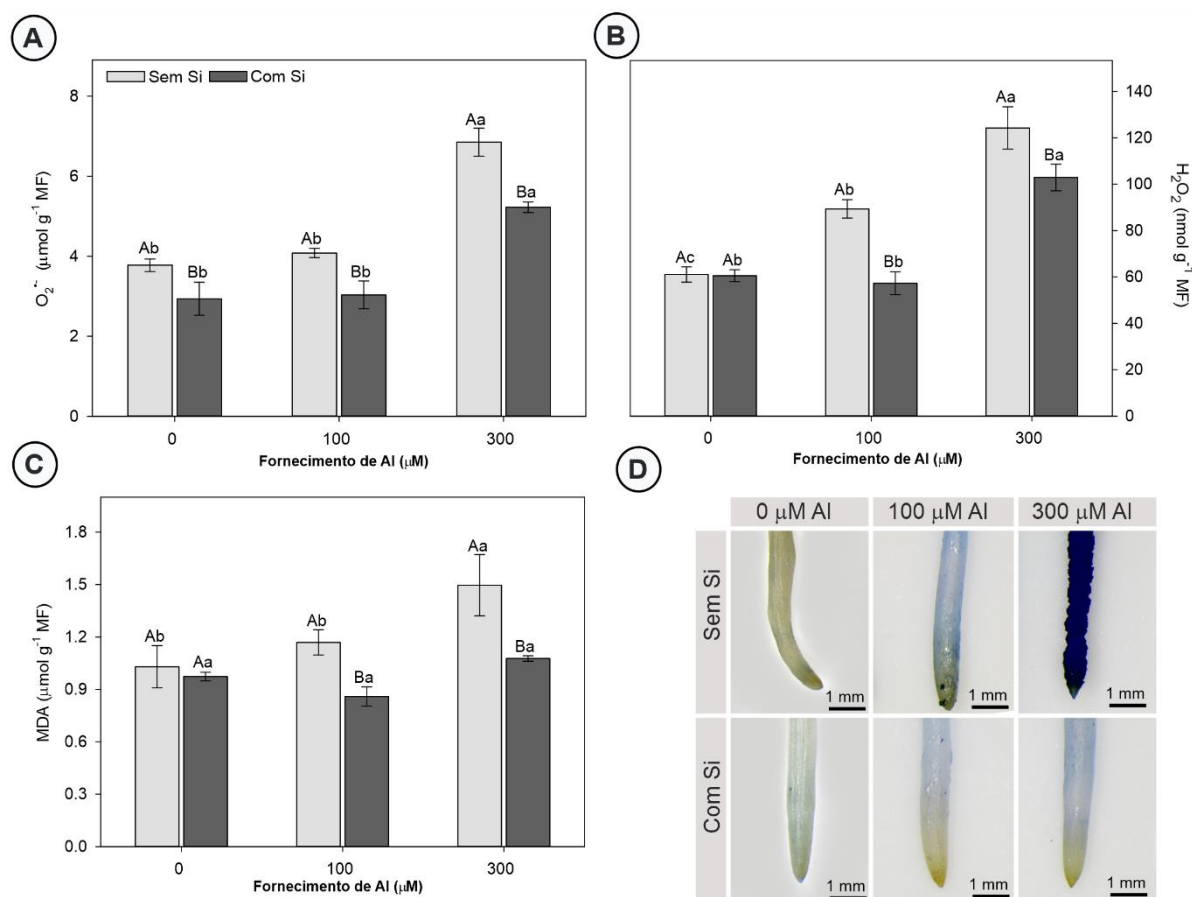 A
Sem Si
Com Si
8
6
4
2
0
O2•- (μmol g-1 MF)
Ab
Bb
Ab
Bb
Aa
Ba
0
100
300
Fornecimento de Al (μM)
B
140
120
100
80
60
40
20
0
H2O2 (nmol g-1 MF)
Ac
Ab
Ab
Bb
Aa
Ba
0
100
300
Fornecimento de Al (μM)
C
1.8
1.5
1.2
0.9
0.6
0.3
0.0
MDA (μmol g-1 MF)
Ab
Aa
Ab
Ba
Aa
Ba
0
100
300
Fornecimento de Al (μM)
D
0 μM Al
100 μM Al
300 μM Al
Sem Si
1 mm
1 mm
1 mm
Com Si
1 mm
1 mm
1 mm